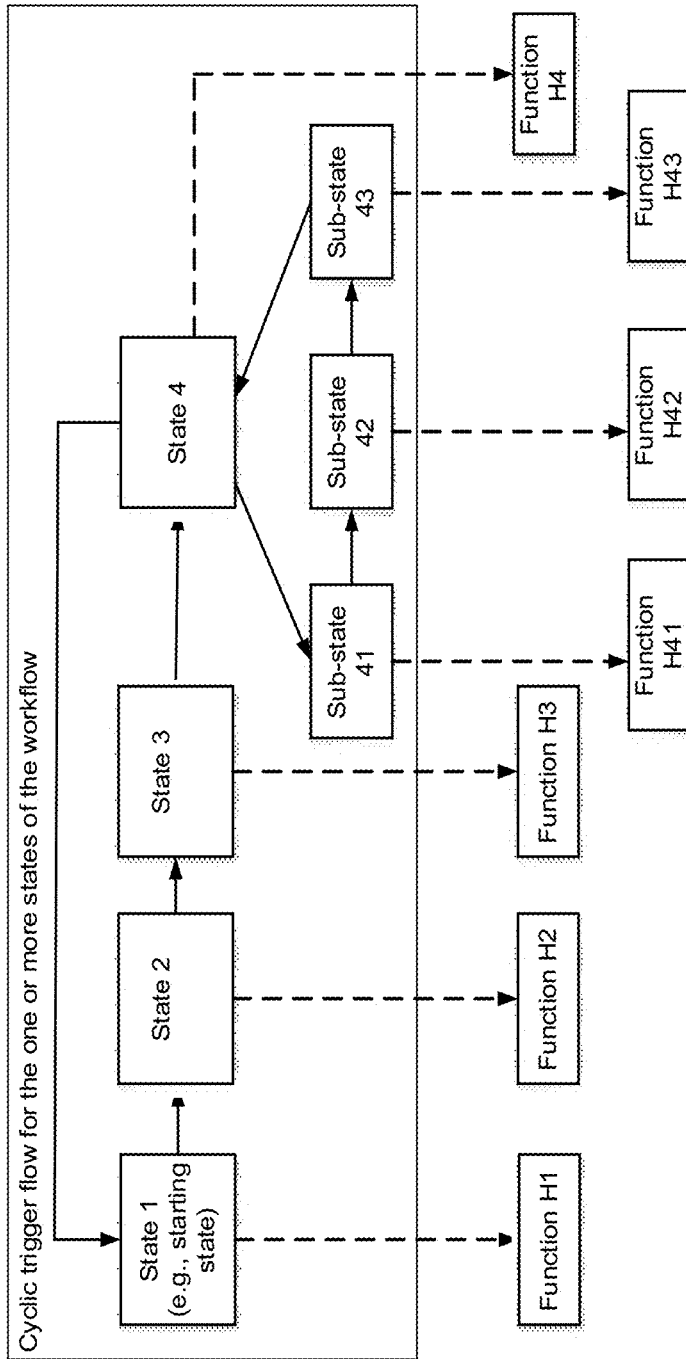 Cyclic trigger flow for the one or more states of the workflow
State 1
(e.g., starting
state)
State 2
State 3
State 4
Sub-state
41
Sub-state
42
Sub-state
43
Function H1
Function H2
Function H3
Function
H4
Function
H41
Function
H42
Function
H43